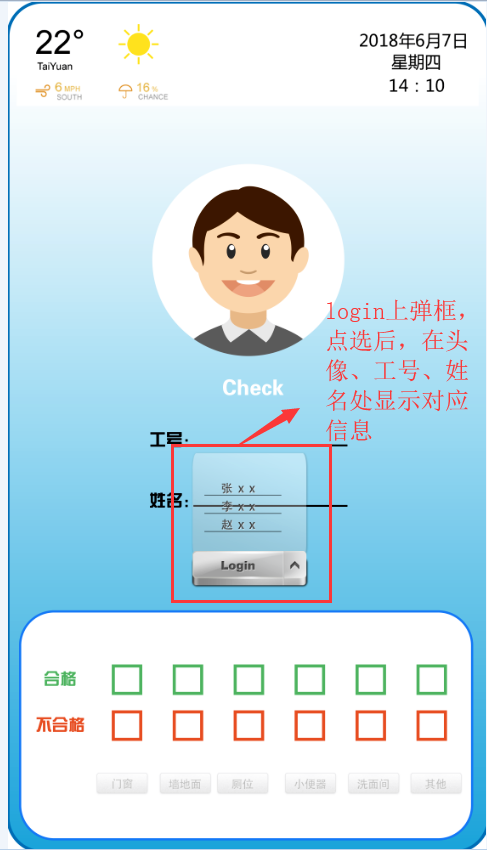 22°
TaiYuan
6 MPH
SOUTH
16 %
CHANCE
2018年6月7日
星期四
14：10
login上弹框，
点选后，在头
像、工号、姓
名处显示对应
信息
Check
工号：
姓名：
张 x x
李 x x
赵 x x
Login
合格
不合格
门窗 墙地面 厕位 小便器 洗面间 其他